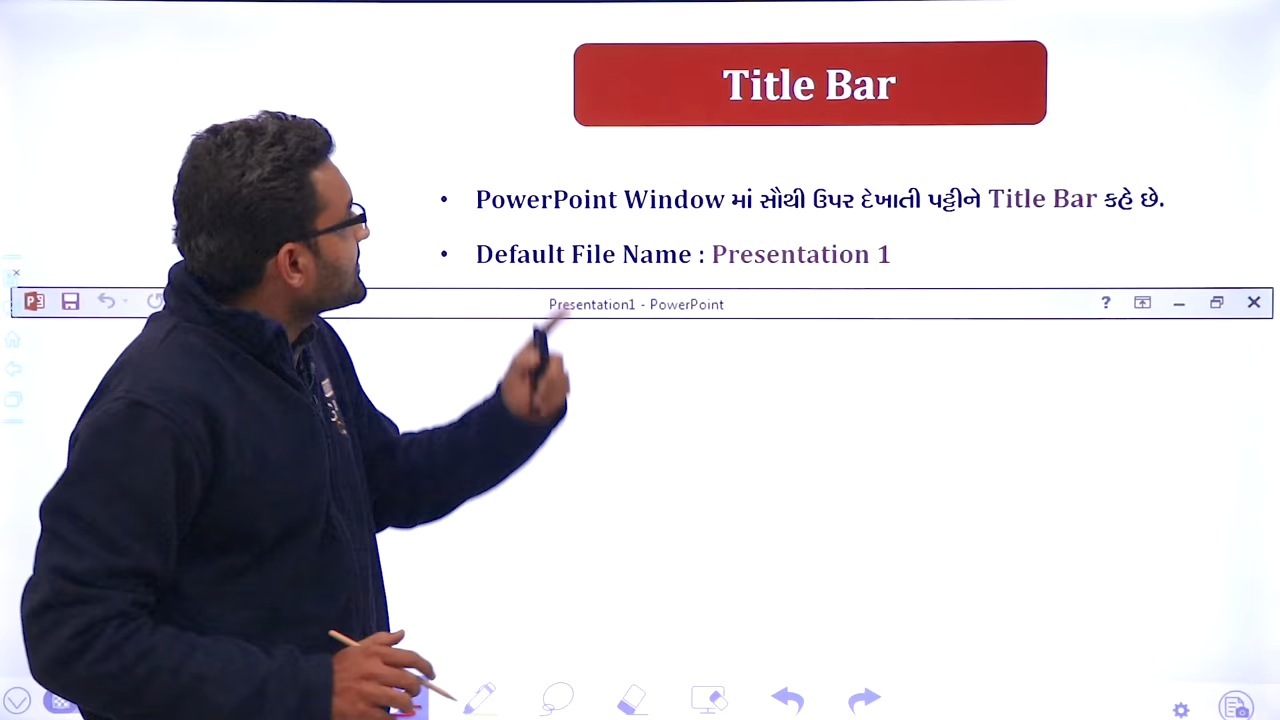 Title Bar
• PowerPoint Window માં સૌથી ઉપર દેખાતી પટ્ટીને Title Bar કહે છે.
• Default File Name : Presentation 1
Presentation1 - PowerPoint ?